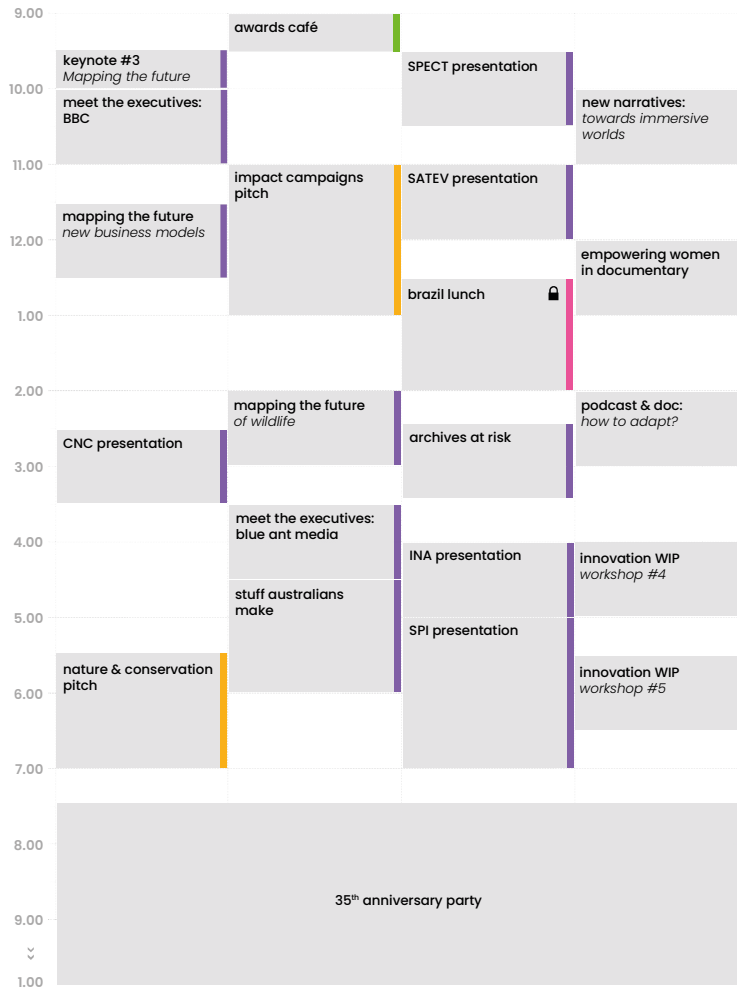 9.00
awards café
keynote #3
Mapping the future
SPECT presentation
10.00
meet the executives:
BBC
new narratives:
towards immersive
worlds
11.00
impact campaigns
pitch
SATEV presentation
mapping the future
new business models
12.00
empowering women
in documentary
brazil lunch
1.00
2.00
mapping the future
of wildlife
podcast & doc:
how to adapt?
CNC presentation
archives at risk
3.00
meet the executives:
blue ant media
4.00
INA presentation
innovation WIP
workshop #4
stuff australians
make
5.00
SPI presentation
nature & conservation
pitch
innovation WIP
workshop #5
6.00
7.00
8.00
35th anniversary party
9.00
1.00